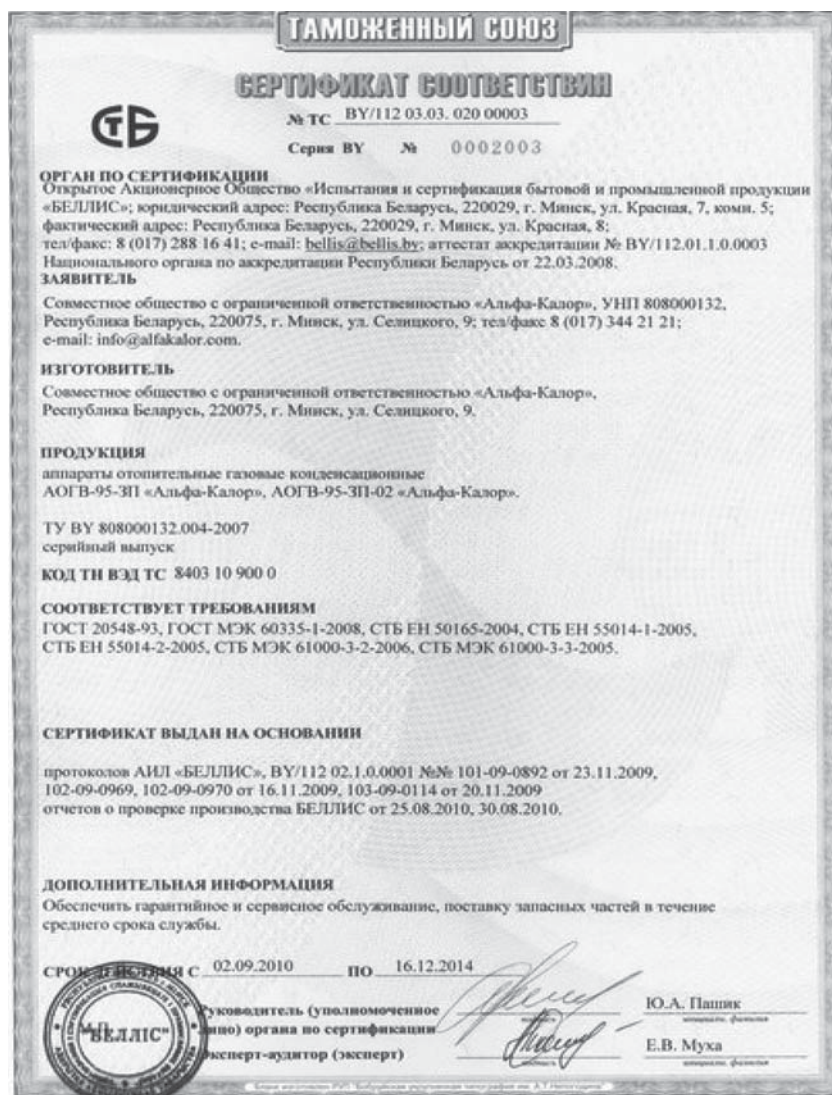 ТАМОЖЕННЫЙ СОЮЗ
СЕРТИФИКАТ СООТВЕТСТВИЯ
СТБ
№ ТС BY/112 03.03. 020 00003
Серия BY № 0002003
ОРГАН ПО СЕРТИФИКАЦИИ
Открытое Акционерное Общество «Испытания и сертификация бытовой и промышленной продукции
«БЕЛЛИС»; юридический адрес: Республика Беларусь, 220029, г. Минск, ул. Красная, 7, комн. 5;
фактический адрес: Республика Беларусь, 220029, г. Минск, ул. Красная, 8;
тел/факс: 8 (017) 288 16 41; e-mail: bellis@bellis.by; аттестат аккредитации № BY/112.01.1.0.0003
Национального органа по аккредитации Республики Беларусь от 22.03.2008.
ЗАЯВИТЕЛЬ
Совместное общество с ограниченной ответственностью «Альфа-Калор», УНП 808000132,
Республика Беларусь, 220075, г. Минск, ул. Селицкого, 9; тел/факс 8 (017) 344 21 21;
e-mail: info@alfakalor.com.
ИЗГОТОВИТЕЛЬ
Совместное общество с ограниченной ответственностью «Альфа-Калор»,
Республика Беларусь, 220075, г. Минск, ул. Селицкого, 9.
ПРОДУКЦИЯ
аппараты отопительные газовые конденсационные
АОГВ-95-3П «Альфа-Калор», АОГВ-95-3П-02 «Альфа-Калор».
ТУ BY 808000132.004-2007
серийный выпуск
КОД ТН ВЭД ТС 8403 10 900 0
СООТВЕТСТВУЕТ ТРЕБОВАНИЯМ
ГОСТ 20548-93, ГОСТ МЭК 60335-1-2008, СТБ ЕН 50165-2004, СТБ ЕН 55014-1-2005,
СТБ ЕН 55014-2-2005, СТБ МЭК 61000-3-2-2006, СТБ МЭК 61000-3-3-2005.
СЕРТИФИКАТ ВЫДАН НА ОСНОВАНИИ
протоколов АИЛ «БЕЛЛИС», BY/112 02.1.0.0001 №№ 101-09-0892 от 23.11.2009,
102-09-0969, 102-09-0970 от 16.11.2009, 103-09-0114 от 20.11.2009
отчетов о проверке производства БЕЛЛИС от 25.08.2010, 30.08.2010.
ДОПОЛНИТЕЛЬНАЯ ИНФОРМАЦИЯ
Обеспечить гарантийное и сервисное обслуживание, поставку запасных частей в течение
среднего срока службы.
СРОК ДЕЙСТВИЯ С 02.09.2010 ПО 16.12.2014
Руководитель (уполномоченное
лицо) органа по сертификации
Ю.А. Пашик
инициалы, фамилия
М.П.
"БЕЛЛІС"
Эксперт-аудитор (эксперт)
Е.В. Муха
инициалы, фамилия